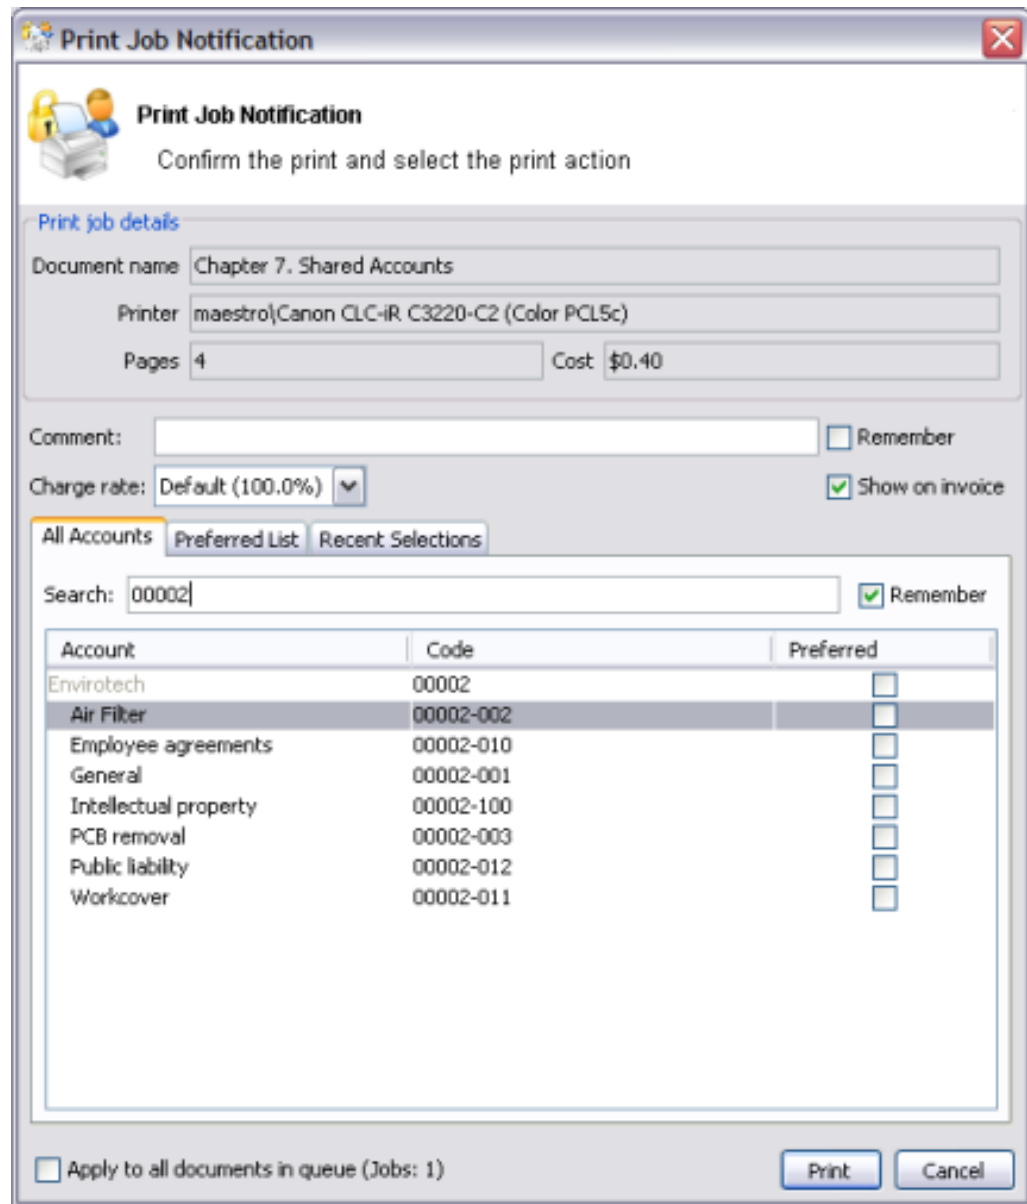 Print Job Notification
Print Job Notification
Confirm the print and select the print action
Print job details
Document name Chapter 7. Shared Accounts
Printer maestro\Canon CLC-iR C3220-C2 (Color PCL5c)
Pages 4 Cost $0.40
Comment: Remember
Charge rate: Default (100.0%) Show on invoice
All Accounts Preferred List Recent Selections
Search: 00002 Remember
Account Code Preferred
Envirotech 00002
Air Filter 00002-002
Employee agreements 00002-010
General 00002-001
Intellectual property 00002-100
PCB removal 00002-003
Public liability 00002-012
Workcover 00002-011
Apply to all documents in queue (Jobs: 1) Print Cancel